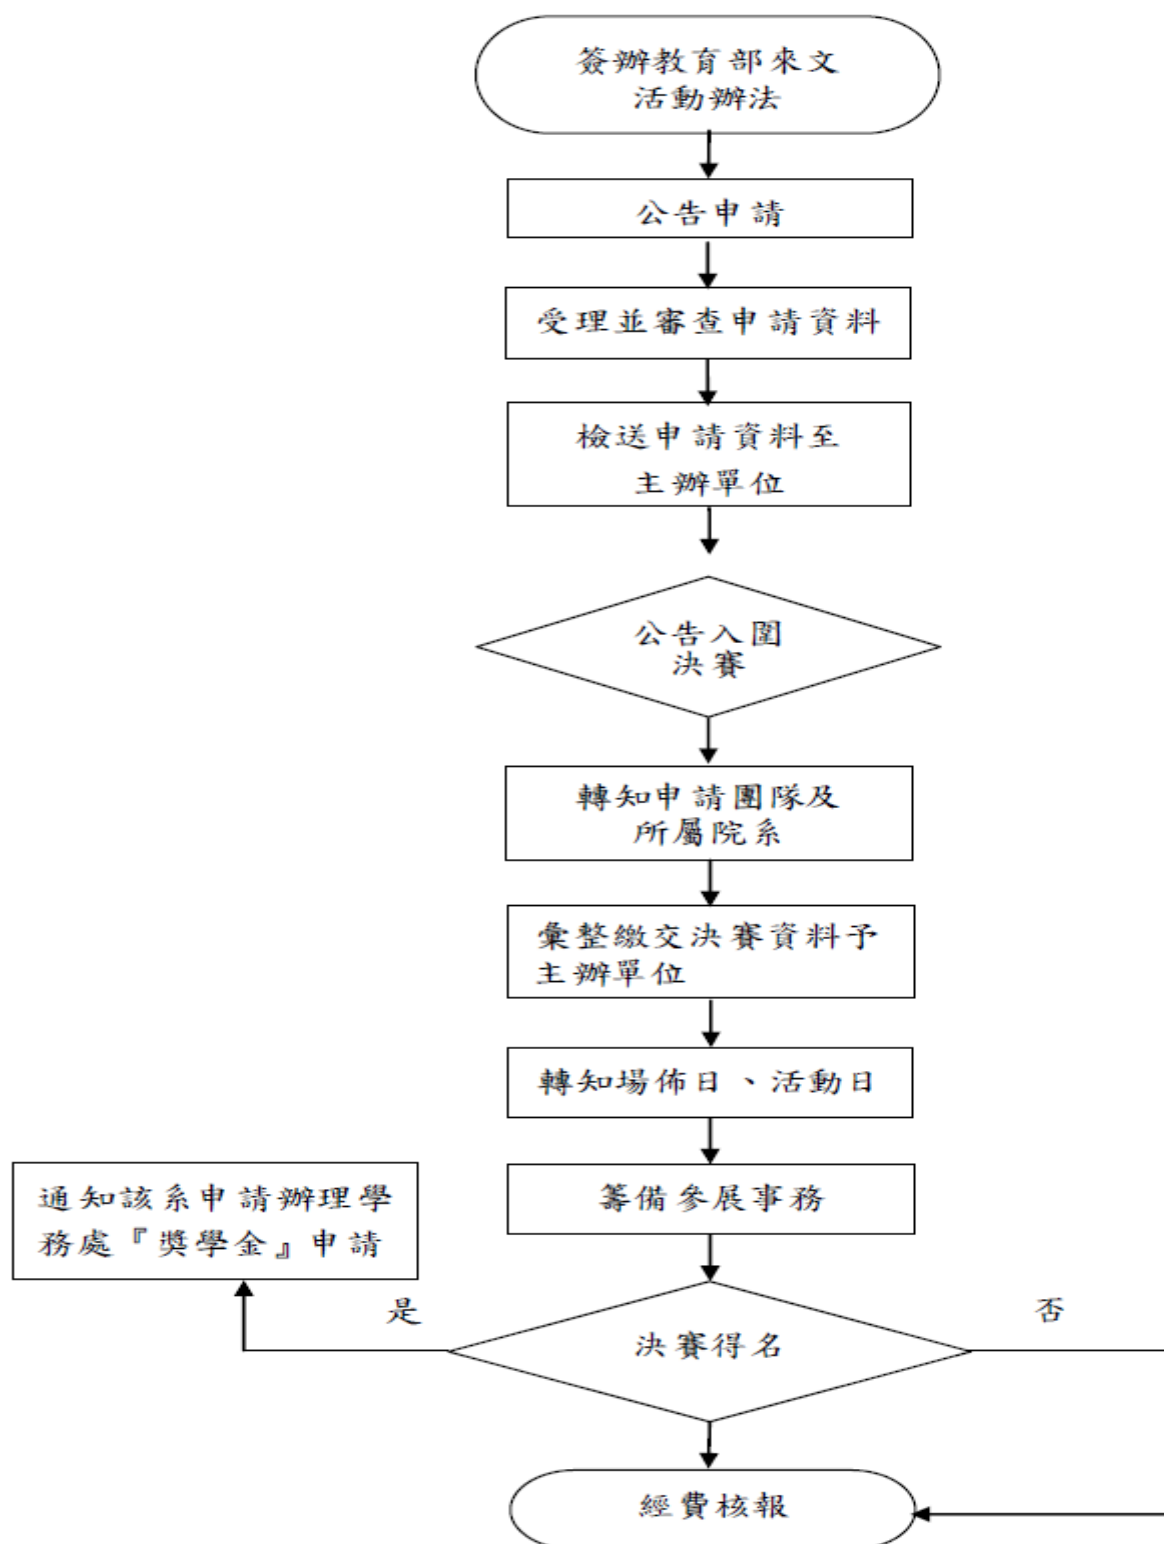 簽辦教育部來文
活動辦法
公告申請
受理並審查申請資料
檢送申請資料至
主辦單位
公告入圍
決賽
轉知申請團隊及
所屬院系
彙整繳交決賽資料予
主辦單位
轉知場佈日、活動日
籌備參展事務
通知該系申請辦理學
務處『獎學金』申請
是
決賽得名
否
經費核報